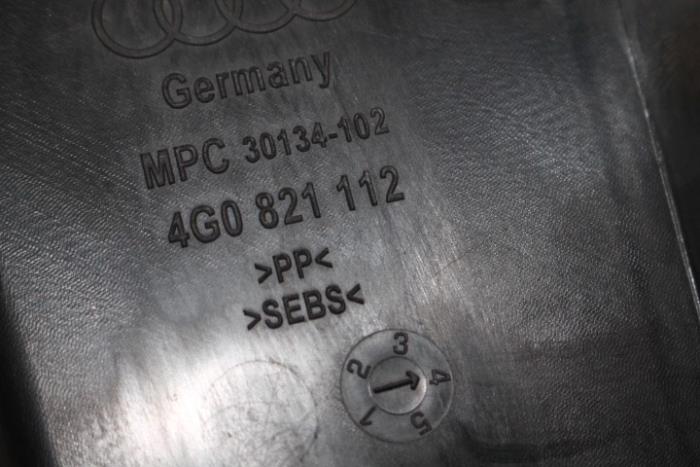 Germany
MPC 30134-102
4G0 821 112
>PP<
>SEBS<
1 2 3 4 5